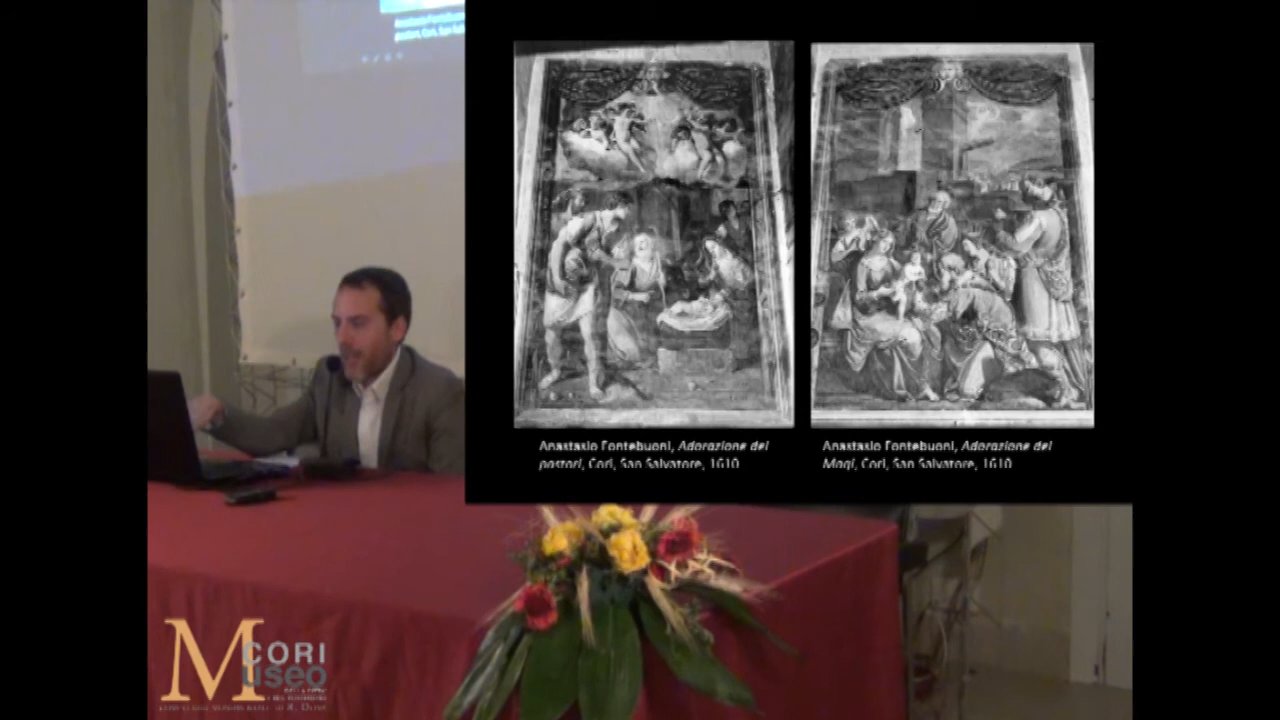 Anastasio Fontebuoni, Adorazione dei
pastori, Cori, San Salvatore, 1610
Anastasio Fontebuoni, Adorazione dei
Magi, Cori, San Salvatore, 1610
M CORI
useo